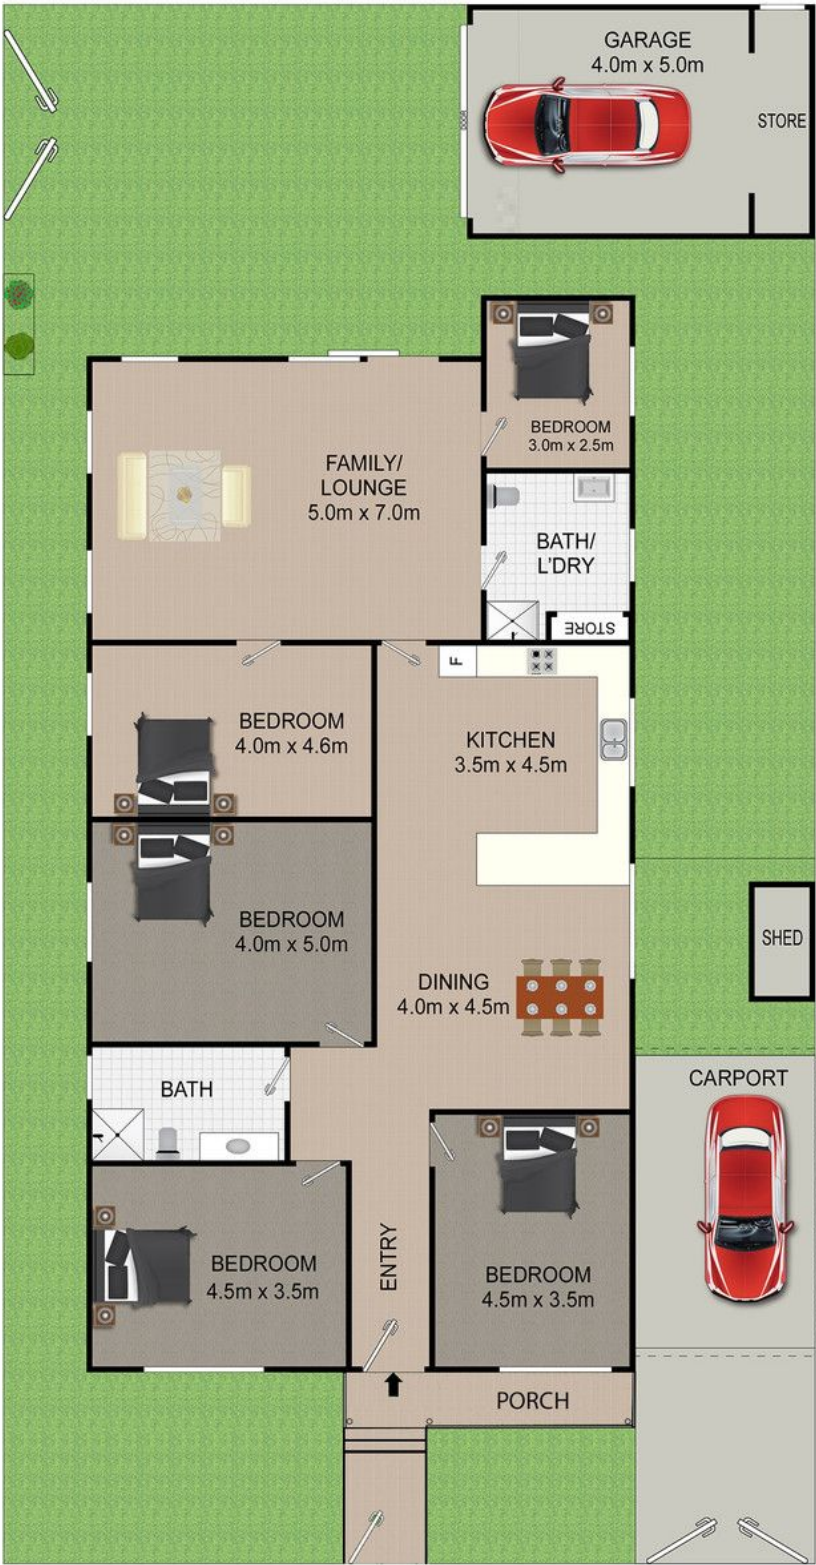 GARAGE
4.0m x 5.0m
STORE
BEDROOM
3.0m x 2.5m
FAMILY/
LOUNGE
5.0m x 7.0m
BATH/
L'DRY
STORE
F
BEDROOM
4.0m x 4.6m
KITCHEN
3.5m x 4.5m
BEDROOM
4.0m x 5.0m
SHED
DINING
4.0m x 4.5m
BATH
CARPORT
ENTRY
BEDROOM
4.5m x 3.5m
BEDROOM
4.5m x 3.5m
PORCH